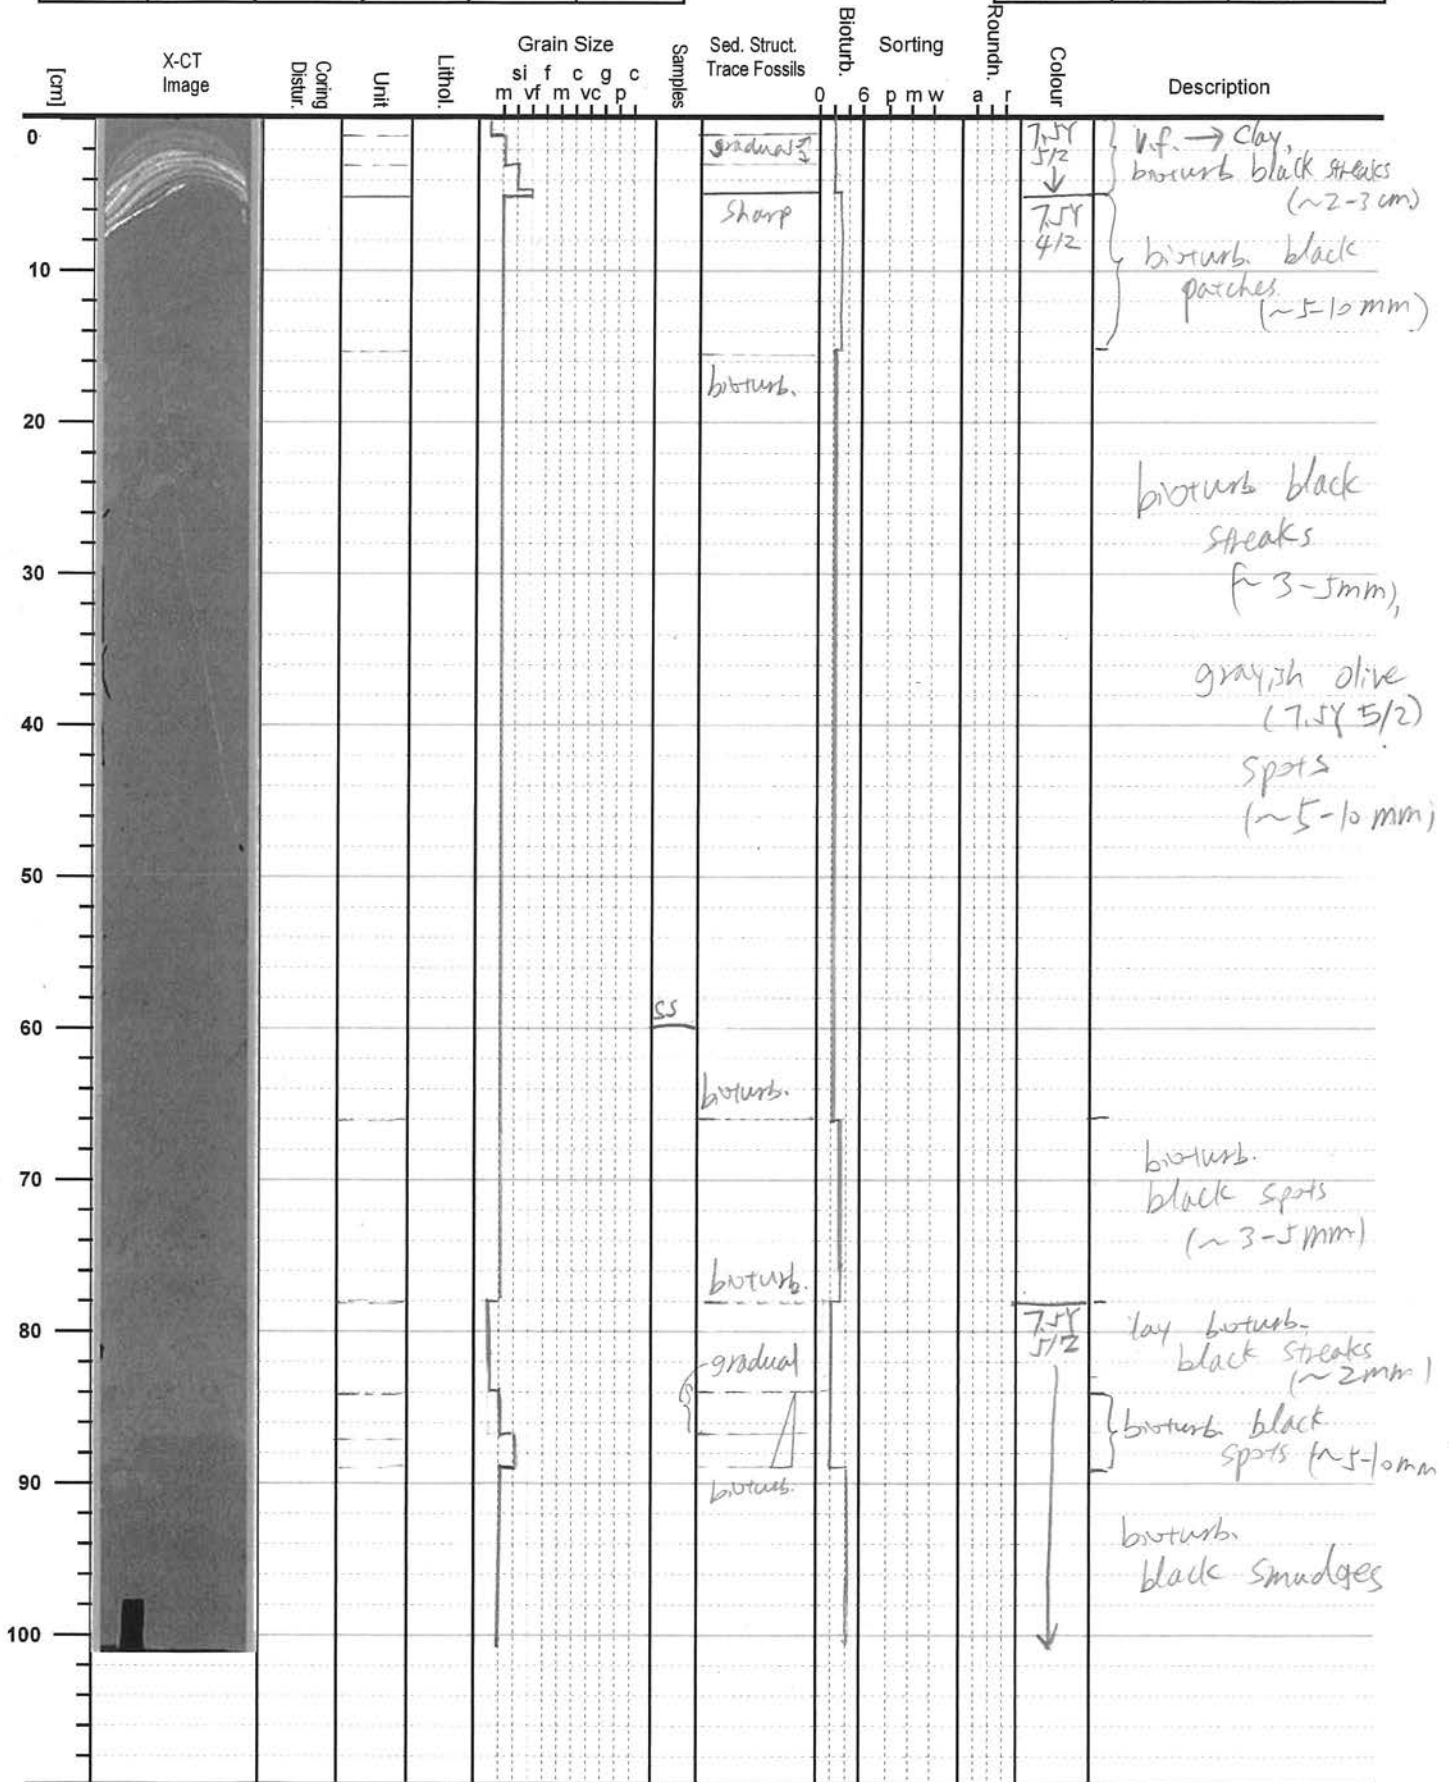 [cm]
X-CT
Image
Coring
Distur.
Unit
Lithol.
Grain Size
si f c g c
m vf m vc p
Samples
Sed. Struct.
Trace Fossils
Bioturb.
0 6
Sorting
p m w
Roundn.
a r
Colour
Description
0
gradual
7.5Y
5/2
v.f. → clay,
bioturb black streaks
(~2-3 cm)
sharp
7.5Y
4/2
10
bioturb. black
patches
(~5-10 mm)
bioturb.
20
bioturb black
streaks
30
(~3-5mm),
grayish olive
40
(7.5Y 5/2)
spots
(~5-10 mm)
50
SS
60
bioturb.
bioturb.
70
black spots
(~3-5mm)
bioturb.
80
7.5Y
5/2
bioturb.
black streaks
(~2mm)
gradual
bioturb. black
spots (~5-10mm
90
bioturb.
bioturb.
black smudges
100